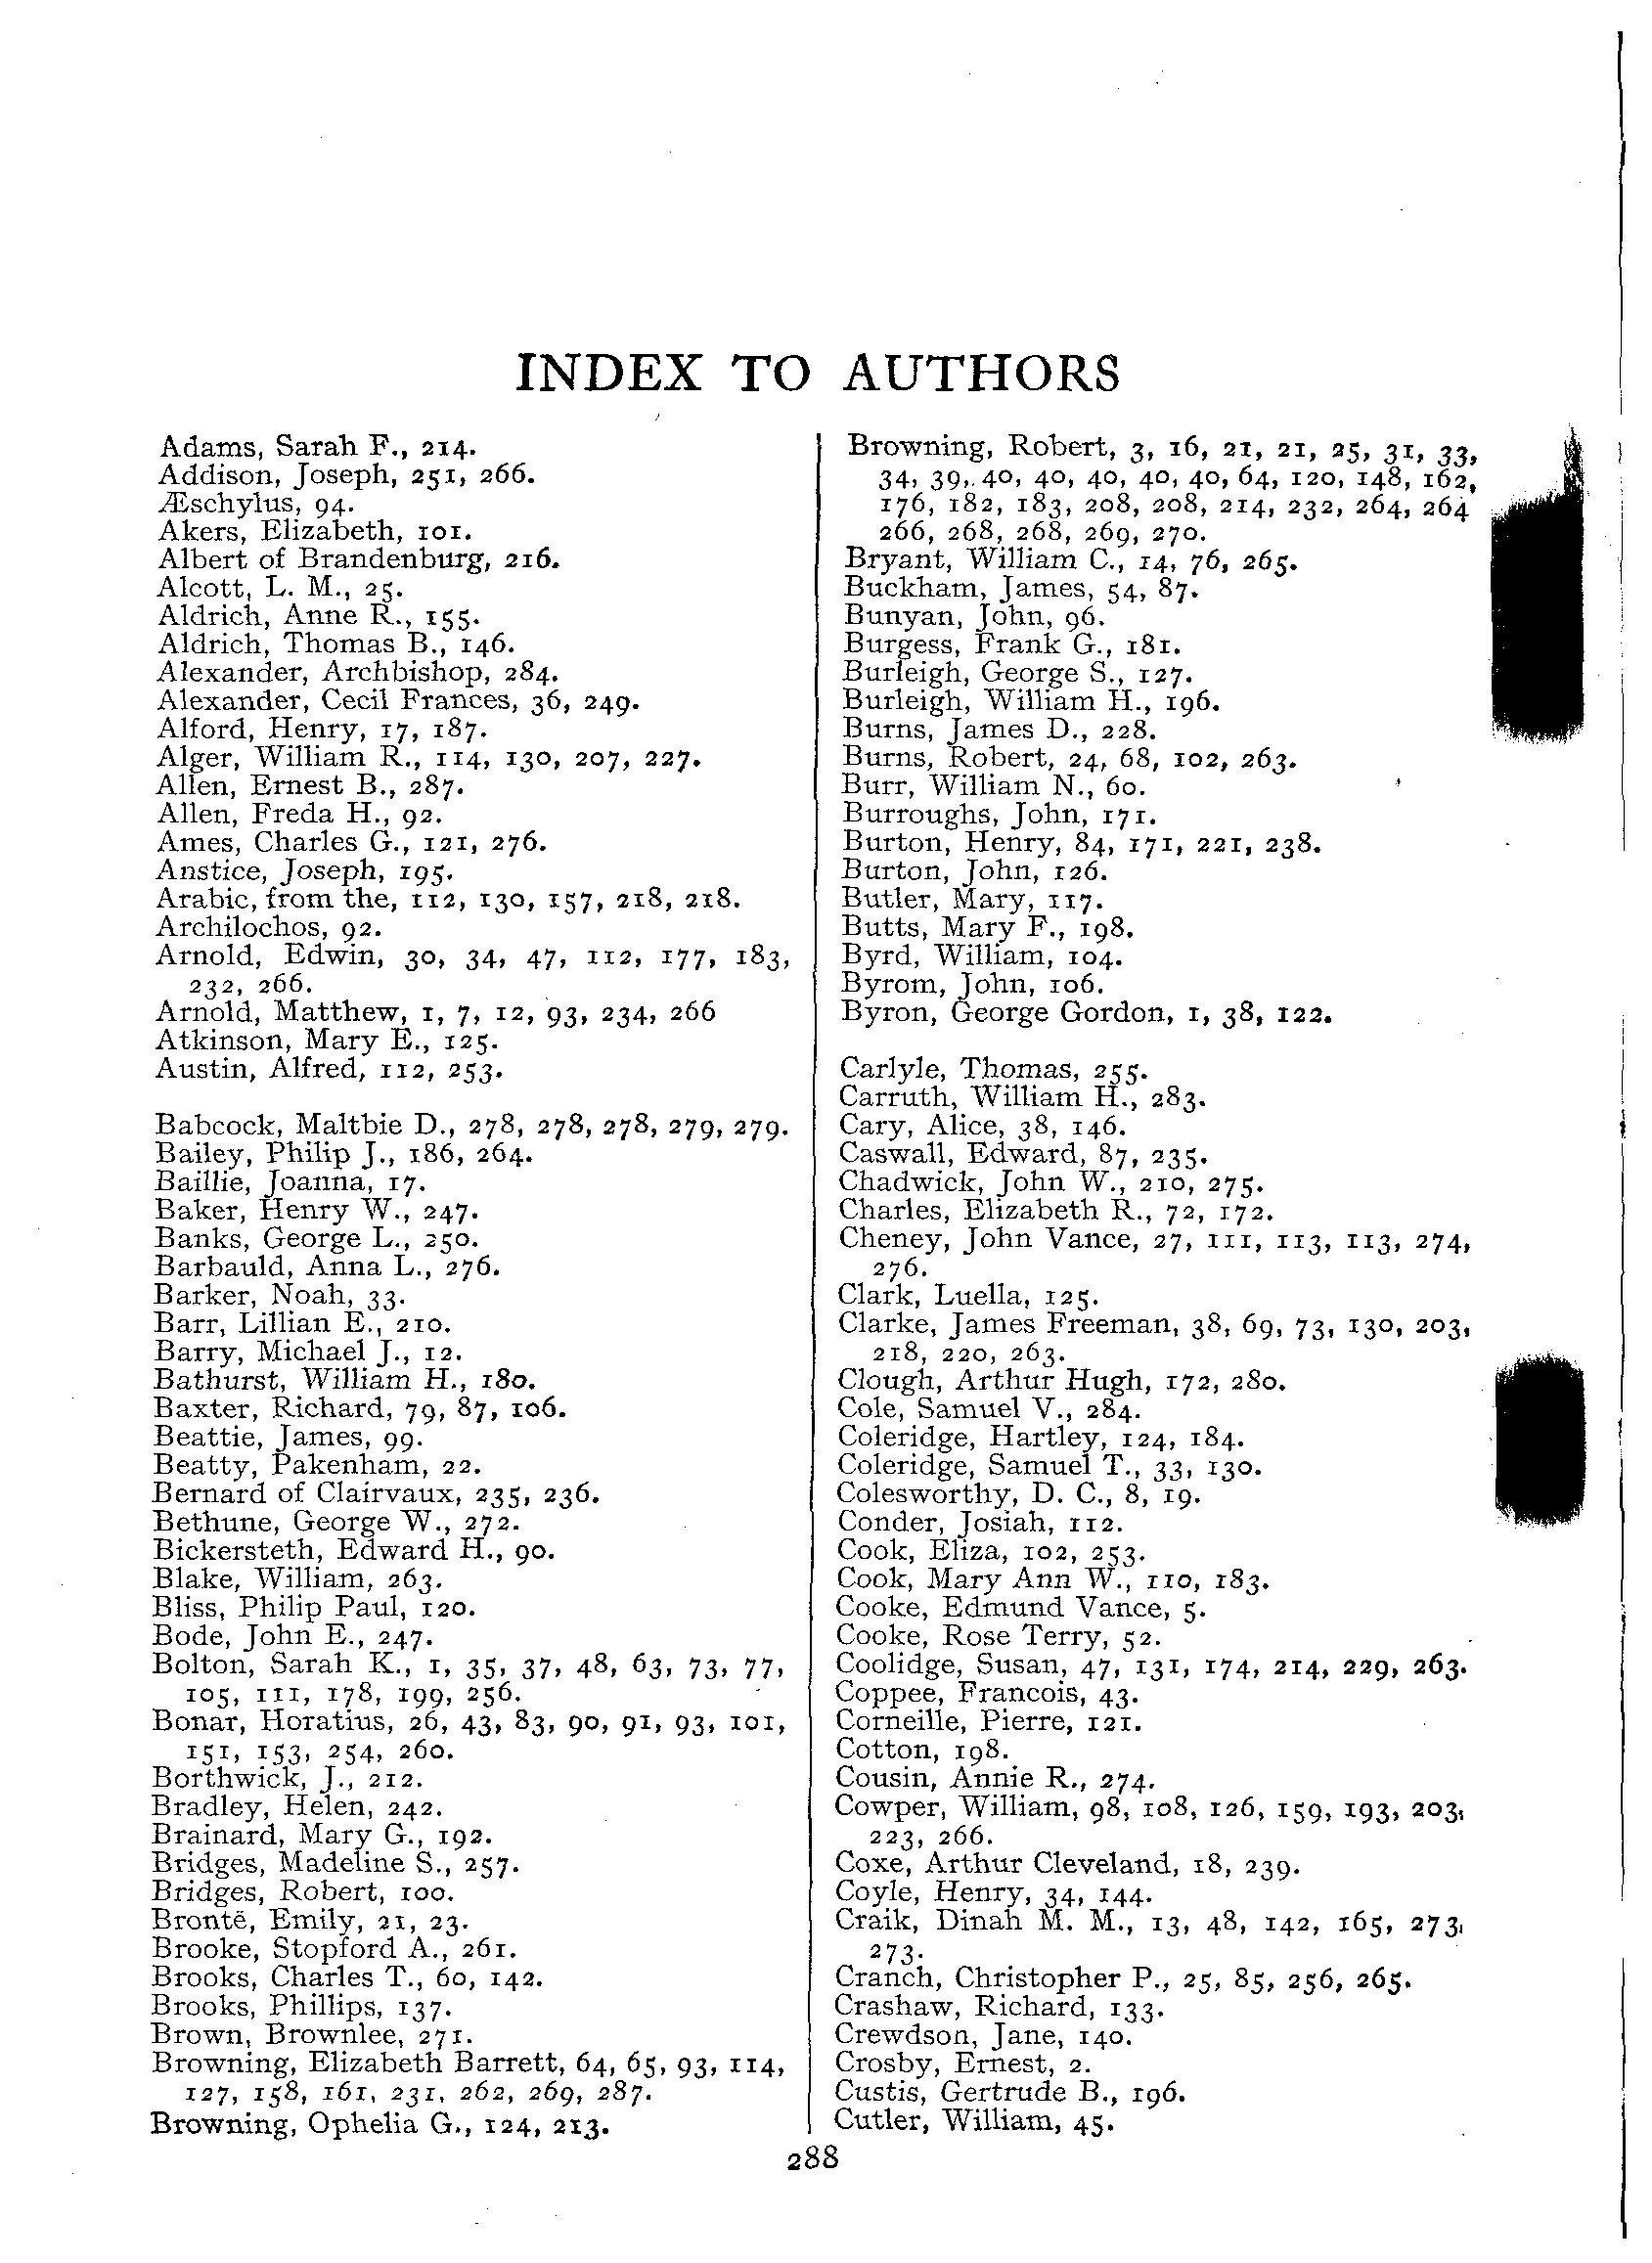 INDEX TO AUTHORS
Adams, Sarah F., 214.
Addison, Joseph, 251, 266.
Æschylus, 94.
Akers, Elizabeth, 101.
Albert of Brandenburg, 216.
Alcott, L. M., 25.
Aldrich, Anne R., 155.
Aldrich, Thomas B., 146.
Alexander, Archbishop, 284.
Alexander, Cecil Frances, 36, 249.
Alford, Henry, 17, 187.
Alger, William R., 114, 130, 207, 227.
Allen, Ernest B., 287.
Allen, Freda H., 92.
Ames, Charles G., 121, 276.
Anstice, Joseph, 195.
Arabic, from the, 112, 130, 157, 218, 218.
Archilochos, 92.
Arnold, Edwin, 30, 34, 47, 112, 177, 183,
232, 266.
Arnold, Matthew, 1, 7, 12, 93, 234, 266
Atkinson, Mary E., 125.
Austin, Alfred, 112, 253.
Babcock, Maltbie D., 278, 278, 278, 279, 279.
Bailey, Philip J., 186, 264.
Baillie, Joanna, 17.
Baker, Henry W., 247.
Banks, George L., 250.
Barbauld, Anna L., 276.
Barker, Noah, 33.
Barr, Lillian E., 210.
Barry, Michael J., 12.
Bathurst, William H., 180.
Baxter, Richard, 79, 87, 106.
Beattie, James, 99.
Beatty, Pakenham, 22.
Bernard of Clairvaux, 235, 236.
Bethune, George W., 272.
Bickersteth, Edward H., 90.
Blake, William, 263.
Bliss, Philip Paul, 120.
Bode, John E., 247.
Bolton, Sarah K., 1, 35, 37, 48, 63, 73, 77,
105, 111, 178, 199, 256.
Bonar, Horatius, 26, 43, 83, 90, 91, 93, 101,
151, 153, 254, 260.
Borthwick, J., 212.
Bradley, Helen, 242.
Brainard, Mary G., 192.
Bridges, Madeline S., 257.
Bridges, Robert, 100.
Brontë, Emily, 21, 23.
Brooke, Stopford A., 261.
Brooks, Charles T., 60, 142.
Brooks, Phillips, 137.
Brown, Brownlee, 271.
Browning, Elizabeth Barrett, 64, 65, 93, 114,
127, 158, 161, 231, 262, 269, 287.
Browning, Ophelia G., 124, 213.
Browning, Robert, 3, 16, 21, 21, 25, 31, 33,
34, 39, 40, 40, 40, 40, 40, 64, 120, 148, 162,
176, 182, 183, 208, 208, 214, 232, 264, 264
266, 268, 268, 269, 270.
Bryant, William C., 14, 76, 265.
Buckham, James, 54, 87.
Bunyan, John, 96.
Burgess, Frank G., 181.
Burleigh, George S., 127.
Burleigh, William H., 196.
Burns, James D., 228.
Burns, Robert, 24, 68, 102, 263.
Burr, William N., 60.
Burroughs, John, 171.
Burton, Henry, 84, 171, 221, 238.
Burton, John, 126.
Butler, Mary, 117.
Butts, Mary F., 198.
Byrd, William, 104.
Byrom, John, 106.
Byron, George Gordon, 1, 38, 122.
Carlyle, Thomas, 255.
Carruth, William H., 283.
Cary, Alice, 38, 146.
Caswall, Edward, 87, 235.
Chadwick, John W., 210, 275.
Charles, Elizabeth R., 72, 172.
Cheney, John Vance, 27, 111, 113, 113, 274,
276.
Clark, Luella, 125.
Clarke, James Freeman, 38, 69, 73, 130, 203,
218, 220, 263.
Clough, Arthur Hugh, 172, 280.
Cole, Samuel V., 284.
Coleridge, Hartley, 124, 184.
Coleridge, Samuel T., 33, 130.
Colesworthy, D. C., 8, 19.
Conder, Josiah, 112.
Cook, Eliza, 102, 253.
Cook, Mary Ann W., 110, 183.
Cooke, Edmund Vance, 5.
Cooke, Rose Terry, 52.
Coolidge, Susan, 47, 131, 174, 214, 229, 263.
Coppee, Francois, 43.
Corneille, Pierre, 121.
Cotton, 198.
Cousin, Annie R., 274.
Cowper, William, 98, 108, 126, 159, 193, 203,
223, 266.
Coxe, Arthur Cleveland, 18, 239.
Coyle, Henry, 34, 144.
Craik, Dinah M. M., 13, 48, 142, 165, 273,
273.
Cranch, Christopher P., 25, 85, 256, 265.
Crashaw, Richard, 133.
Crewdson, Jane, 140.
Crosby, Ernest, 2.
Custis, Gertrude B., 196.
Cutler, William, 45.
288